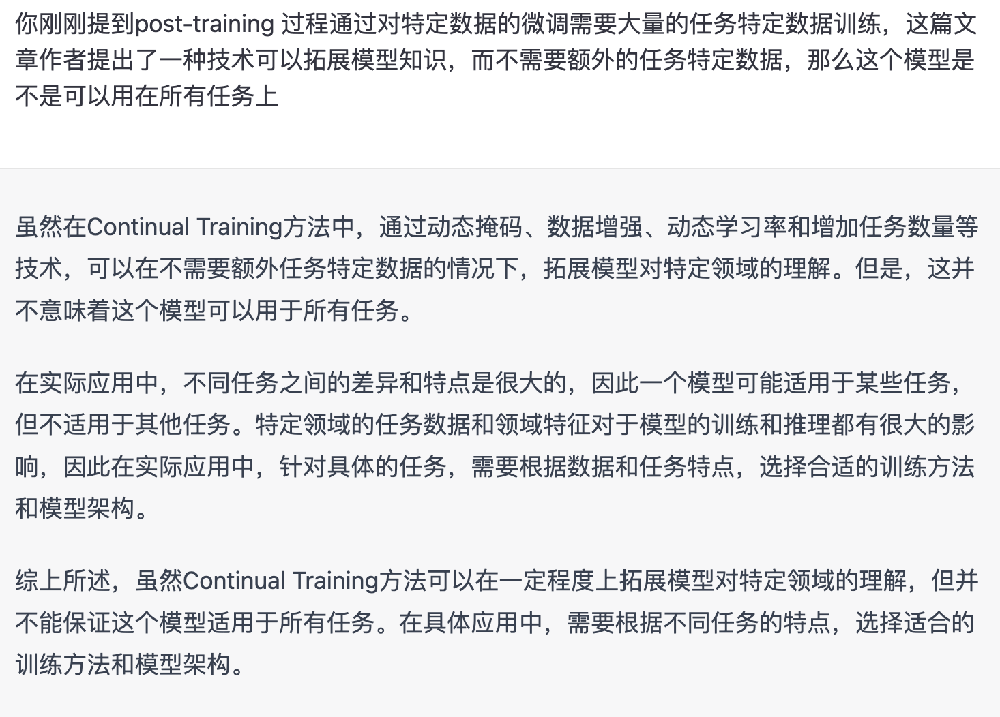 你刚刚提到post-training 过程通过对特定数据的微调需要大量的任务特定数据训练，这篇文
章作者提出了一种技术可以拓展模型知识，而不需要额外的任务特定数据，那么这个模型是
不是可以用在所有任务上
虽然在Continual Training方法中，通过动态掩码、数据增强、动态学习率和增加任务数量等
技术，可以在不需要额外任务特定数据的情况下，拓展模型对特定领域的理解。但是，这并
不意味着这个模型可以用于所有任务。
在实际应用中，不同任务之间的差异和特点是很大的，因此一个模型可能适用于某些任务，
但不适用于其他任务。特定领域的任务数据和领域特征对于模型的训练和推理都有很大的影
响，因此在实际应用中，针对具体的任务，需要根据数据和任务特点，选择合适的训练方法
和模型架构。
综上所述，虽然Continual Training方法可以在一定程度上拓展模型对特定领域的理解，但并
不能保证这个模型适用于所有任务。在具体应用中，需要根据不同任务的特点，选择适合的
训练方法和模型架构。